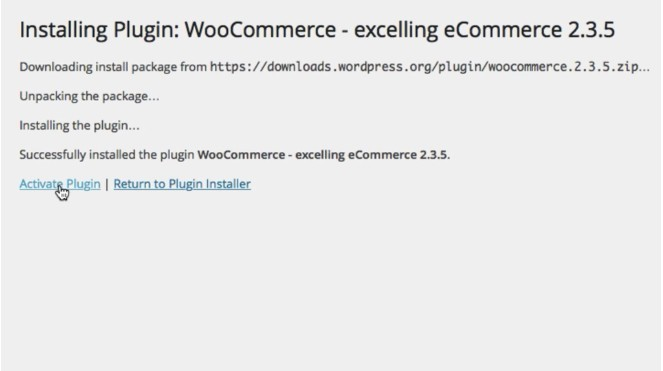 Installing Plugin: WooCommerce - excelling eCommerce 2.3.5
Downloading install package from https://downloads.wordpress.org/plugin/woocommerce.2.3.5.zip…
Unpacking the package…
Installing the plugin…
Successfully installed the plugin WooCommerce - excelling eCommerce 2.3.5.
Activate Plugin | Return to Plugin Installer